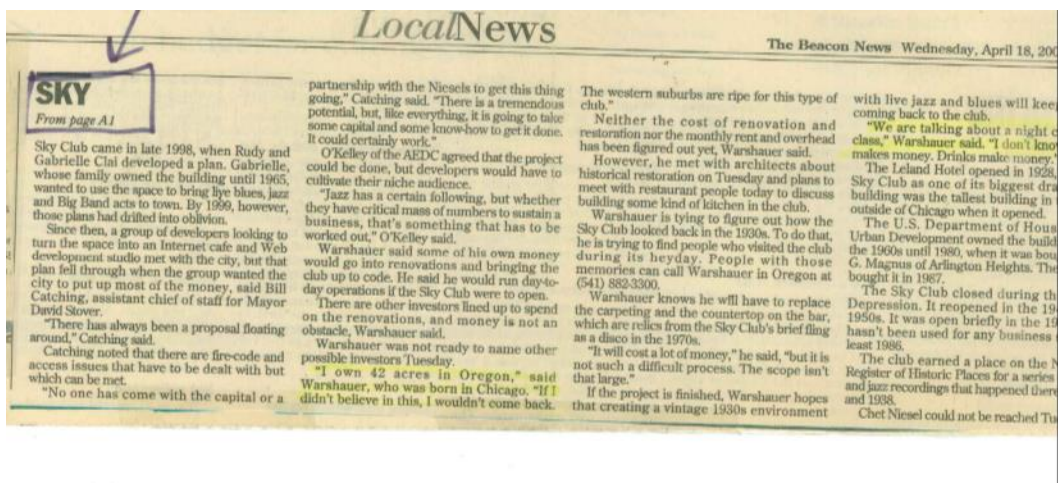 LocalNews
The Beacon News Wednesday, April 18, 200
SKY
From page A1
Sky Club came in late 1998, when Rudy and
Gabrielle Clai developed a plan. Gabrielle,
whose family owned the building until 1965,
wanted to use the space to bring live blues, jazz
and Big Band acts to town. By 1999, however,
those plans had drifted into oblivion.
Since then, a group of developers looking to
turn the space into an Internet cafe and Web
development studio met with the city, but that
plan fell through when the group wanted the
city to put up most of the money, said Bill
Catching, assistant chief of staff for Mayor
David Stover.
"There has always been a proposal floating
around," Catching said.
Catching noted that there are fire-code and
access issues that have to be dealt with but
which can be met.
"No one has come with the capital or a
partnership with the Niesels to get this thing
going," Catching said. "There is a tremendous
potential, but, like everything, it is going to take
some capital and some know-how to get it done.
It could certainly work."
O'Kelley of the AEDC agreed that the project
could be done, but developers would have to
cultivate their niche audience.
"Jazz has a certain following, but whether
they have critical mass of numbers to sustain a
business, that's something that has to be
worked out," O'Kelley said.
Warshauer said some of his own money
would go into renovations and bringing the
club up to code. He said he would run day-to-
day operations if the Sky Club were to open.
There are other investors lined up to spend
on the renovations, and money is not an
obstacle, Warshauer said.
Warshauer was not ready to name other
possible investors Tuesday.
"I own 42 acres in Oregon," said
Warshauer, who was born in Chicago. "If I
didn't believe in this, I wouldn't come back.
The western suburbs are ripe for this type of
club."
Neither the cost of renovation and
restoration nor the monthly rent and overhead
has been figured out yet, Warshauer said.
However, he met with architects about
historical restoration on Tuesday and plans to
meet with restaurant people today to discuss
building some kind of kitchen in the club.
Warshauer is tying to figure out how the
Sky Club looked back in the 1930s. To do that,
he is trying to find people who visited the club
during its heyday. People with those
memories can call Warshauer in Oregon at
(541) 882-3300.
Warshauer knows he will have to replace
the carpeting and the countertop on the bar,
which are relics from the Sky Club's brief fling
as a disco in the 1970s.
"It will cost a lot of money," he said, "but it is
not such a difficult process. The scope isn't
that large."
If the project is finished, Warshauer hopes
that creating a vintage 1930s environment
with live jazz and blues will kee
coming back to the club.
"We are talking about a night o
class," Warshauer said. "I don't kno
makes money. Drinks make money.
The Leland Hotel opened in 1928,
Sky Club as one of its biggest dra
building was the tallest building in
outside of Chicago when it opened.
The U.S. Department of Hous
Urban Development owned the build
the 1960s until 1980, when it was bou
G. Magnus of Arlington Heights. The
bought it in 1987.
The Sky Club closed during th
Depression. It reopened in the 19
1950s. It was open briefly in the 19
hasn't been used for any business
least 1986.
The club earned a place on the N
Register of Historic Places for a series
and jazz recordings that happened there
and 1938.
Chet Niesel could not be reached Tu